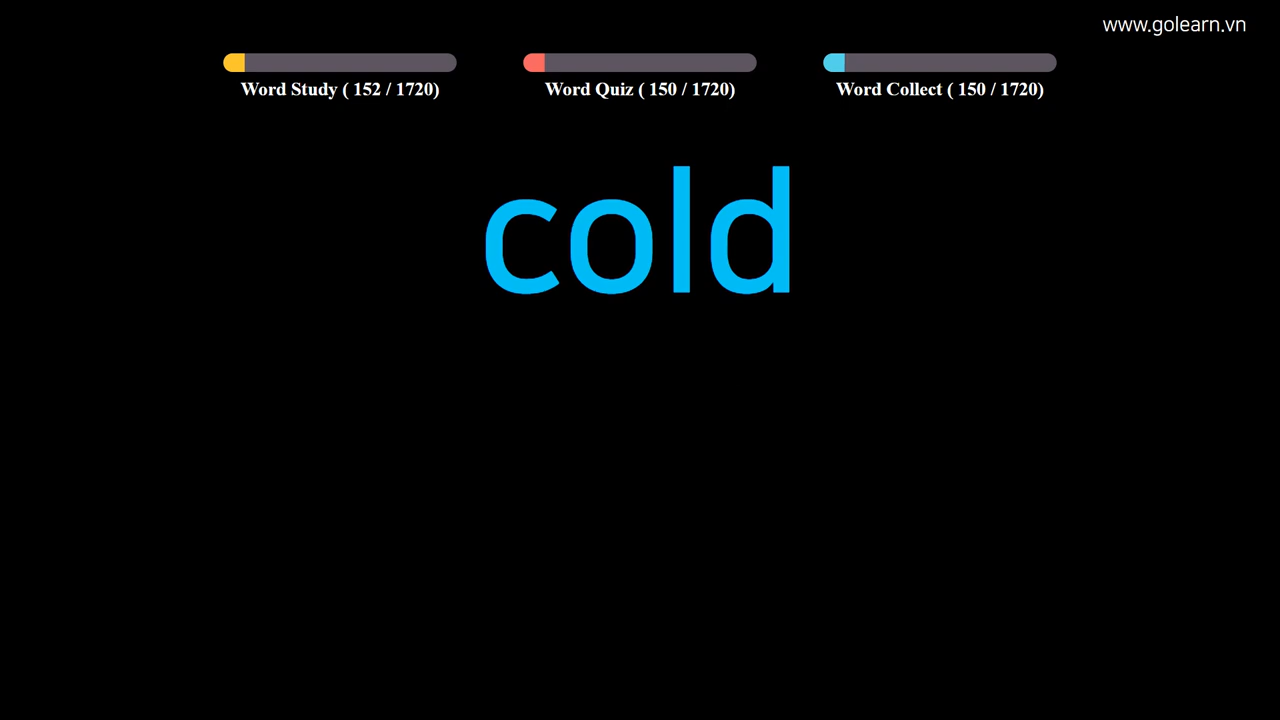 www.golearn.vn
Word Study ( 152 / 1720)
Word Quiz ( 150 / 1720)
Word Collect ( 150 / 1720)
cold